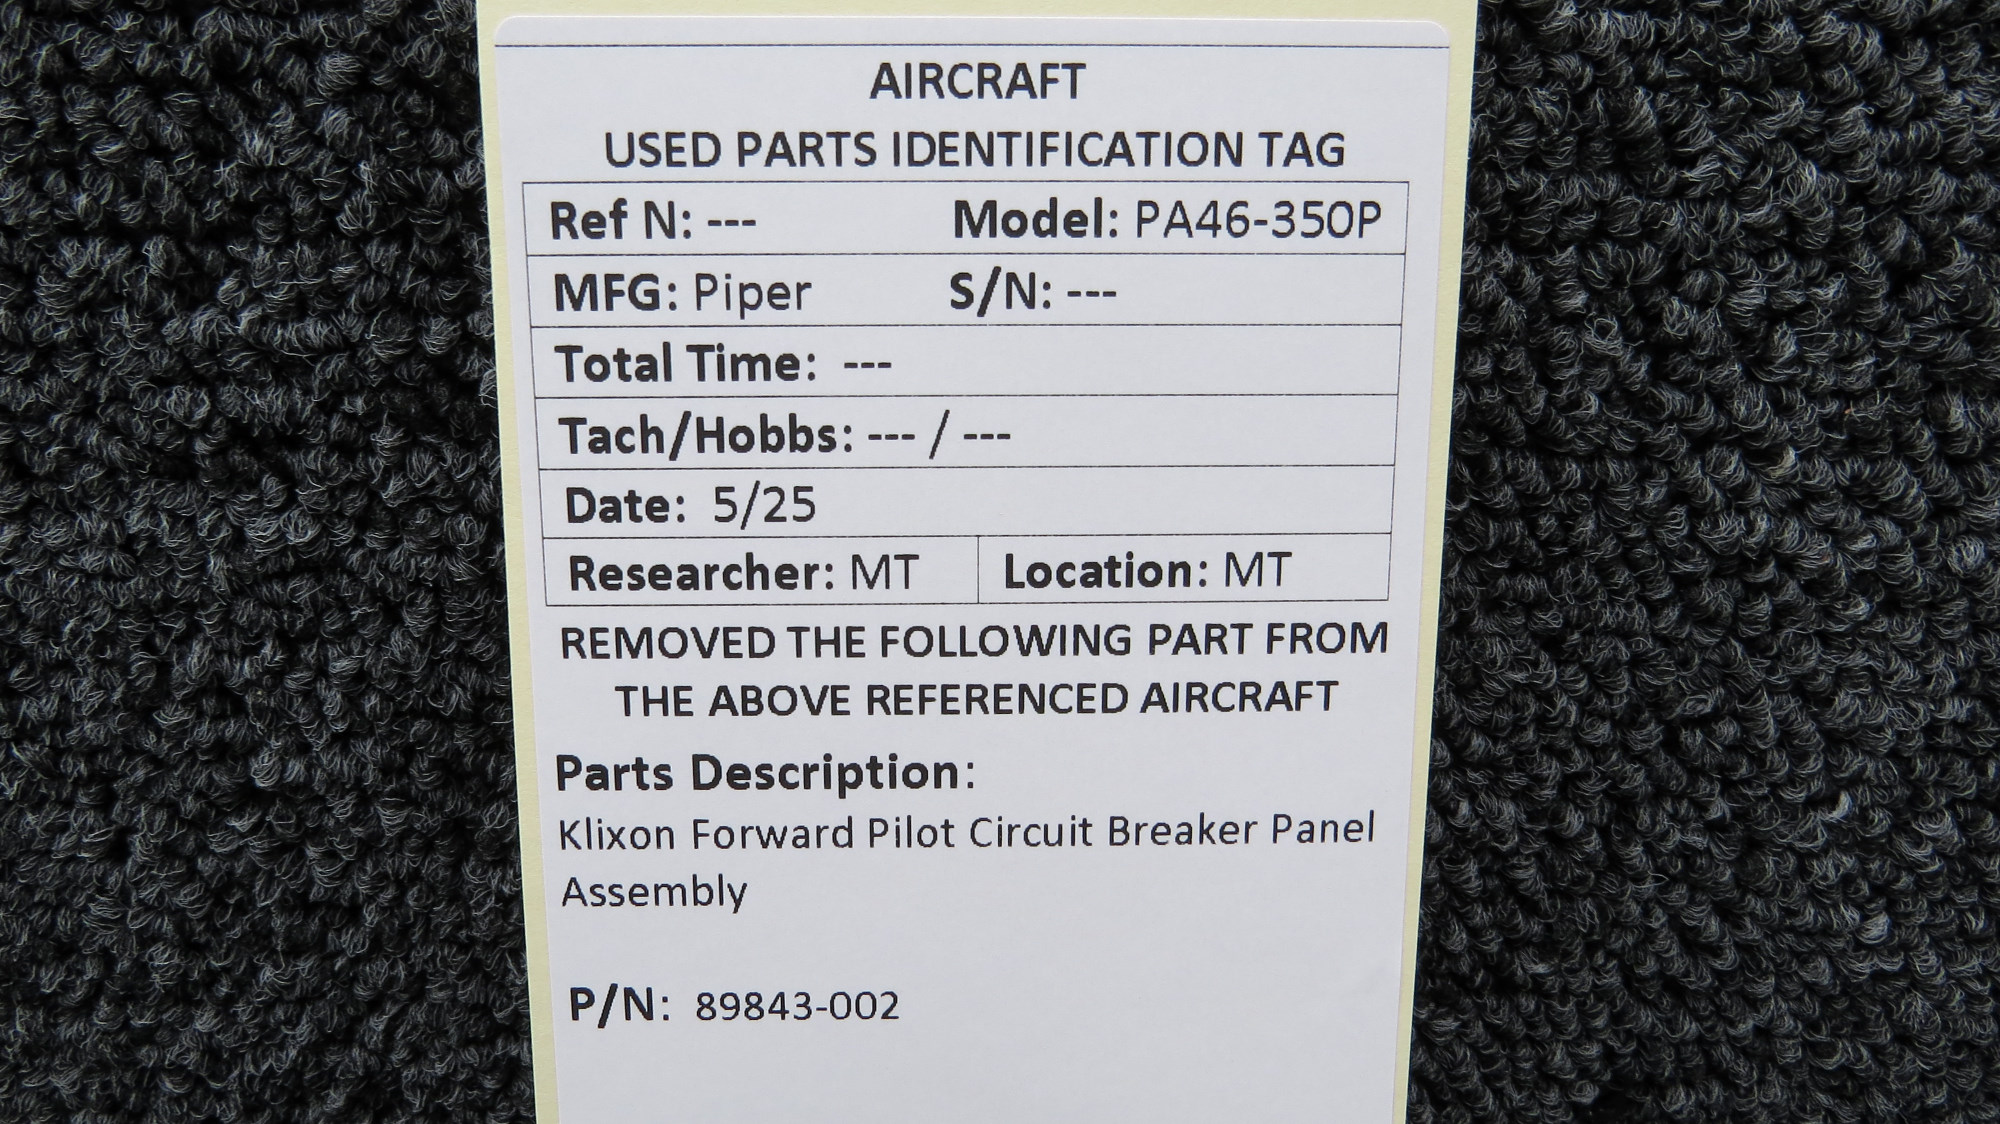 AIRCRAFT
USED PARTS IDENTIFICATION TAG
Ref N: --- Model: PA46-350P
MFG: Piper S/N: ---
Total Time: ---
Tach/Hobbs: --- / ---
Date: 5/25
Researcher: MT Location: MT
REMOVED THE FOLLOWING PART FROM
THE ABOVE REFERENCED AIRCRAFT
Parts Description:
Klixon Forward Pilot Circuit Breaker Panel
Assembly
P/N: 89843-002